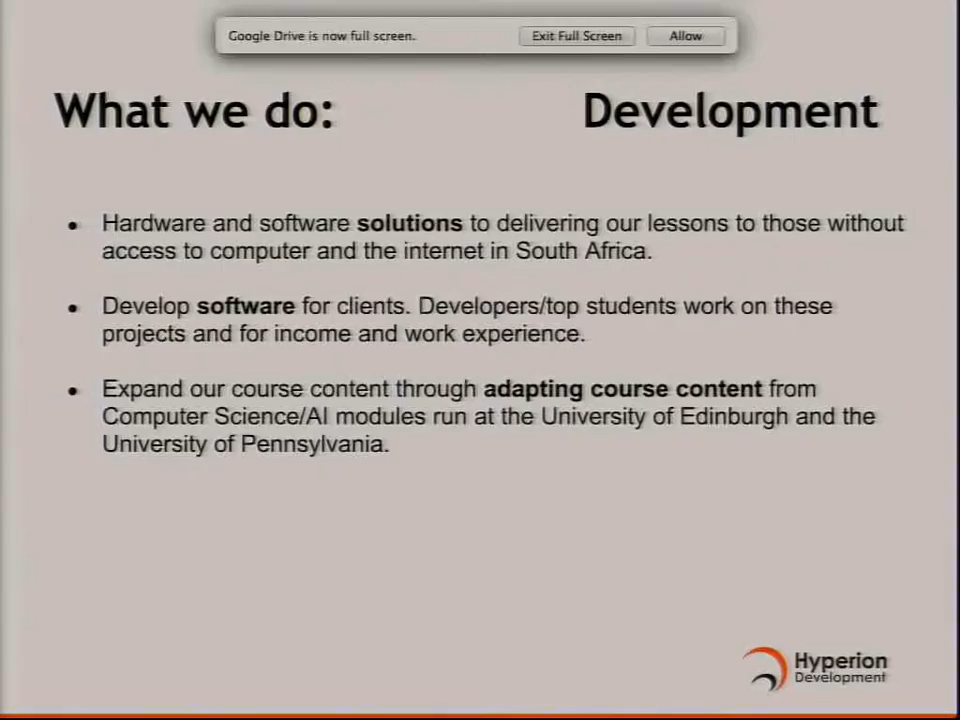 Google Drive is now full screen. Exit Full Screen Allow
What we do: Development
• Hardware and software solutions to delivering our lessons to those without
access to computer and the internet in South Africa.
• Develop software for clients. Developers/top students work on these
projects and for income and work experience.
• Expand our course content through adapting course content from
Computer Science/AI modules run at the University of Edinburgh and the
University of Pennsylvania.
Hyperion
Development